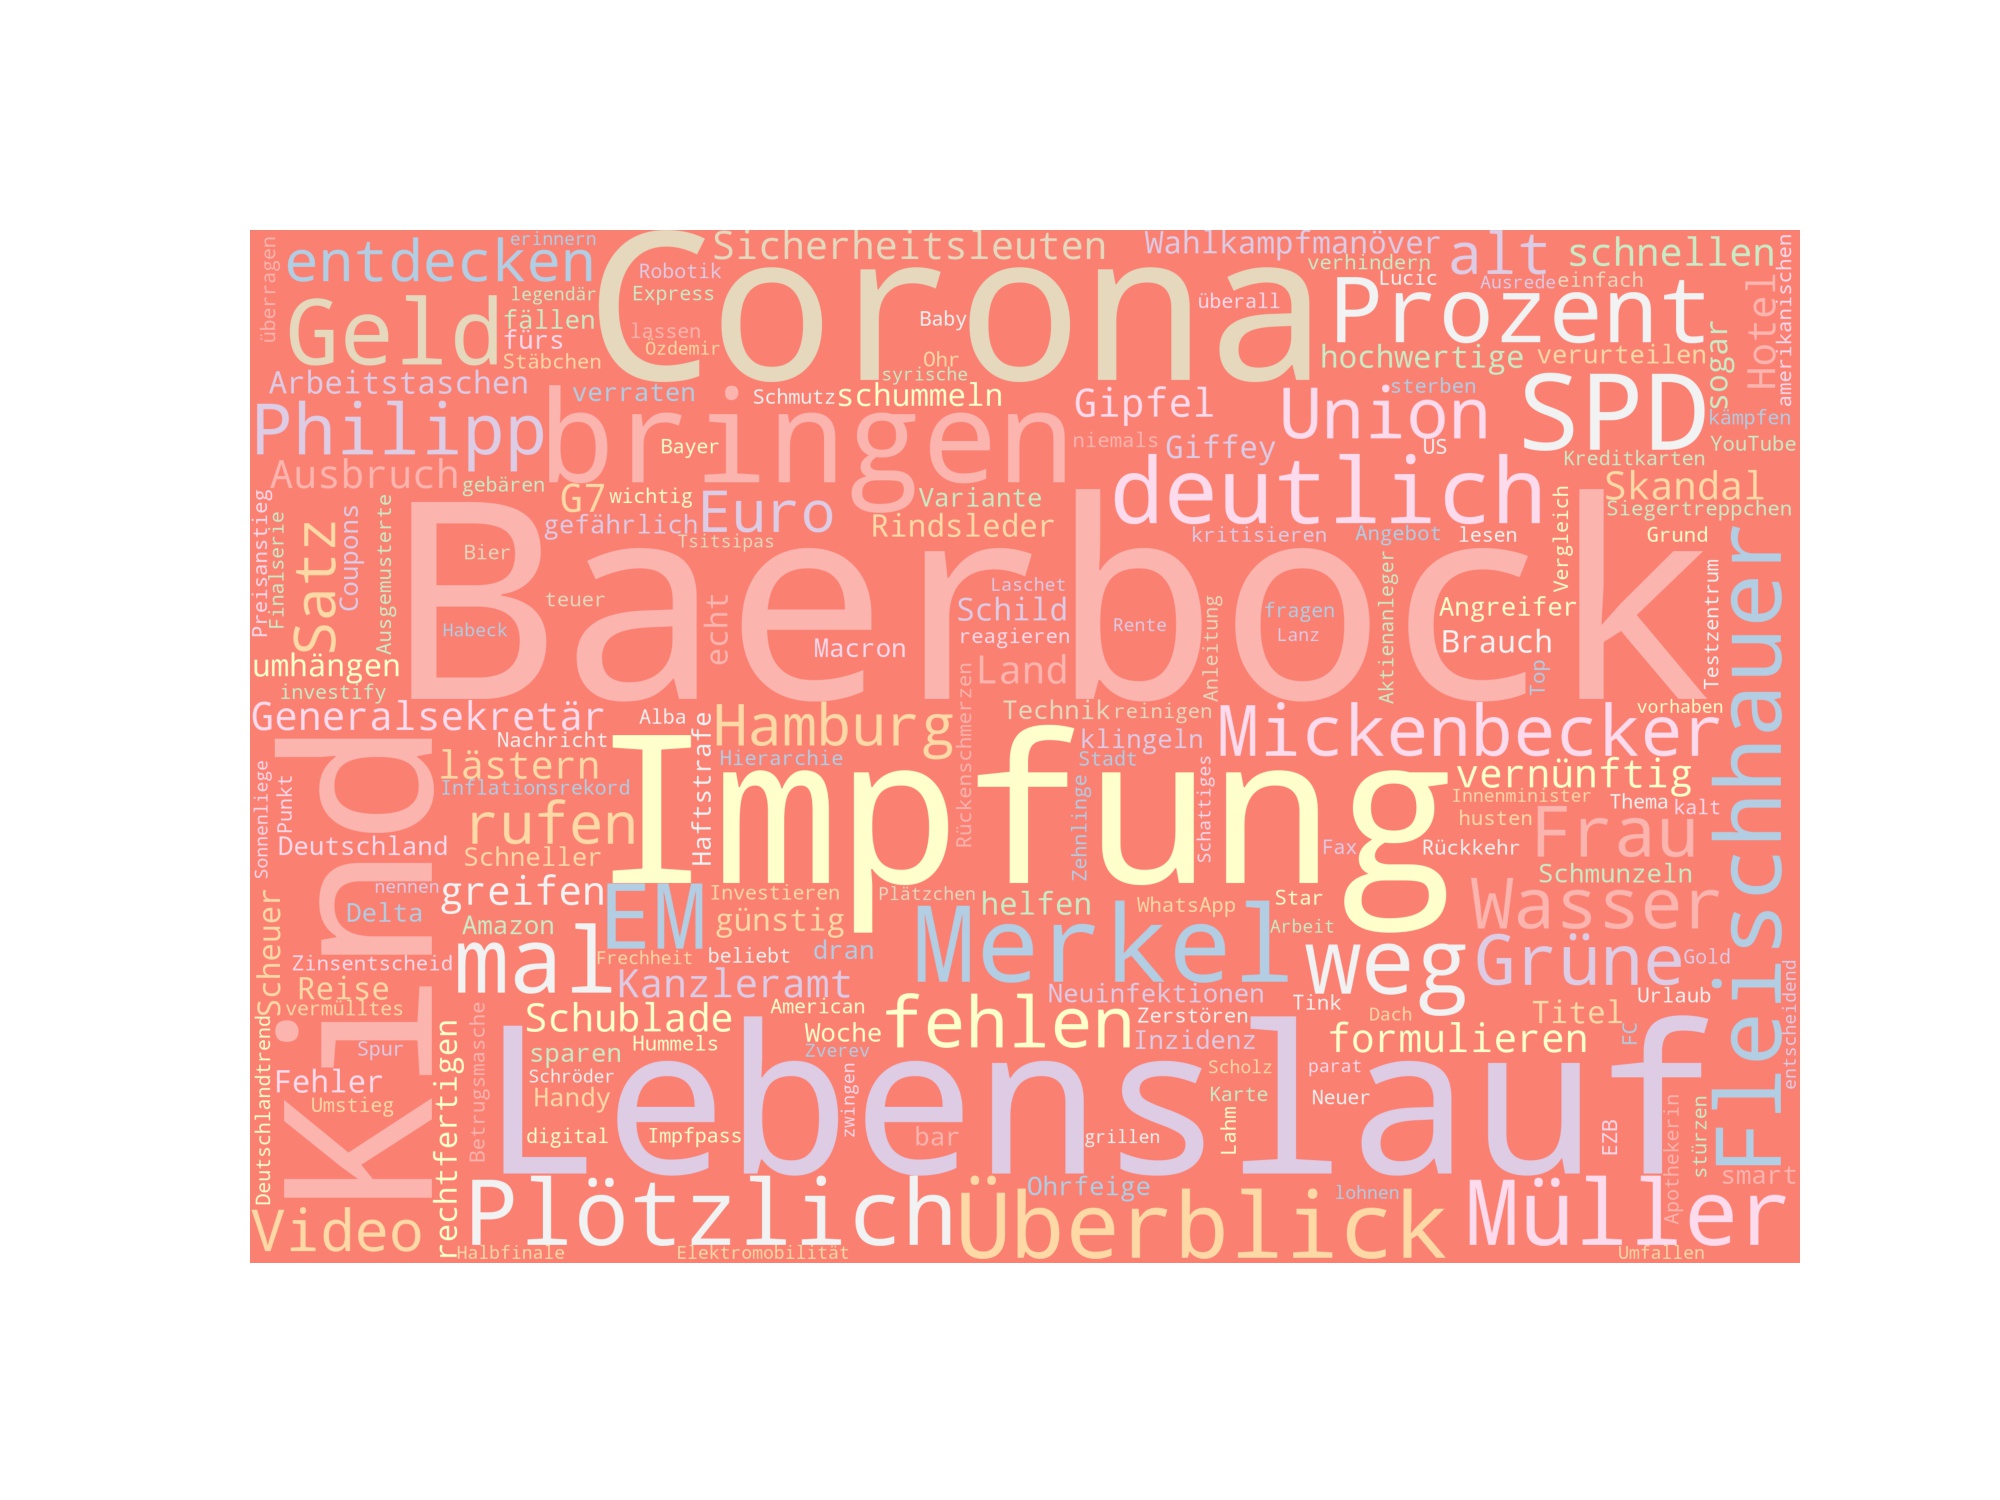 überragen
entdecken
erinnern
Corona
Sicherheitsleuten
Wahlkampfmanöver
alt
schnellen
amerikanischen
Robotik
verhindern
Lucic
Ausrede
einfach
Geld
legendär
Express
überall
Prozent
Hotel
fällen
Baby
fürs
lassen
Özdemir
Stäbchen
Ohr
syrische
hochwertige
verurteilen
sogar
Arbeitstaschen
verraten
Schmutz
schummeln
Gipfel
sterben
SPD
Philipp
bringen
Union
kämpfen
Bayer
niemals
Giffey
US
YouTube
Kreditkarten
Ausbruch
gebären
G7
wichtig
Euro
Variante
deutlich
Skandal
Siegertreppchen
Preisanstieg
Finalserie
Satz
Coupons
Ausgemusterte
gefährlich
Rindsleder
kritisieren
Angebot
lesen
Vergleich
Grund
Tsitsipas
Bier
Baerbock
Fleischhauer
teuer
Laschet
Schild
Aktienanleger
Angreifer
Testzentrum
Habeck
echt
reagieren
Rente
fragen
Lanz
Brauch
Macron
Anleitung
umhängen
Land
Top
investify
Rückenschmerzen
Generalsekretär
Alba
Hamburg
Technik
reinigen
Mickenbecker
vorhaben
Nachricht
Haftstrafe
klingeln
Kind
lästern
Hierarchie
Stadt
Impfung
vernünftig
Sonnenliege
Punkt
Inflationsrekord
Zehnlinge
Schattiges
Innenminister
Thema
kalt
rufen
husten
Frau
Deutschland
Schneller
Fax
Rückkehr
nennen
greifen
EM
Investieren
Plätzchen
Schmunzeln
Scheuer
Delta
Amazon
günstig
Merkel
helfen
WhatsApp
Star
Wasser
Arbeit
mal
Frechheit
beliebt
dran
weg
Grüne
Gold
Zinsentscheid
Reise
Kanzleramt
Neuinfektionen
Urlaub
entscheidend
vermülltes
Betrugsmasche
Schublade
American
fehlen
Zerstören
Tink
Dach
Titel
Deutschlandtrend
rechtfertigen
Woche
Inzidenz
formulieren
FC
Spur
sparen
Hummels
Zverev
Lebenslauf
Fehler
Schröder
Scholz
parat
Umstieg
Handy
zwingen
Karte
Neuer
Apothekerin
stürzen
digital
Impfpass
bar
grillen
Lahm
EZB
smart
Video
Plötzlich
Überblick
Ohrfeige
lohnen
Müller
Halbfinale
Elektromobilität
Umfallen